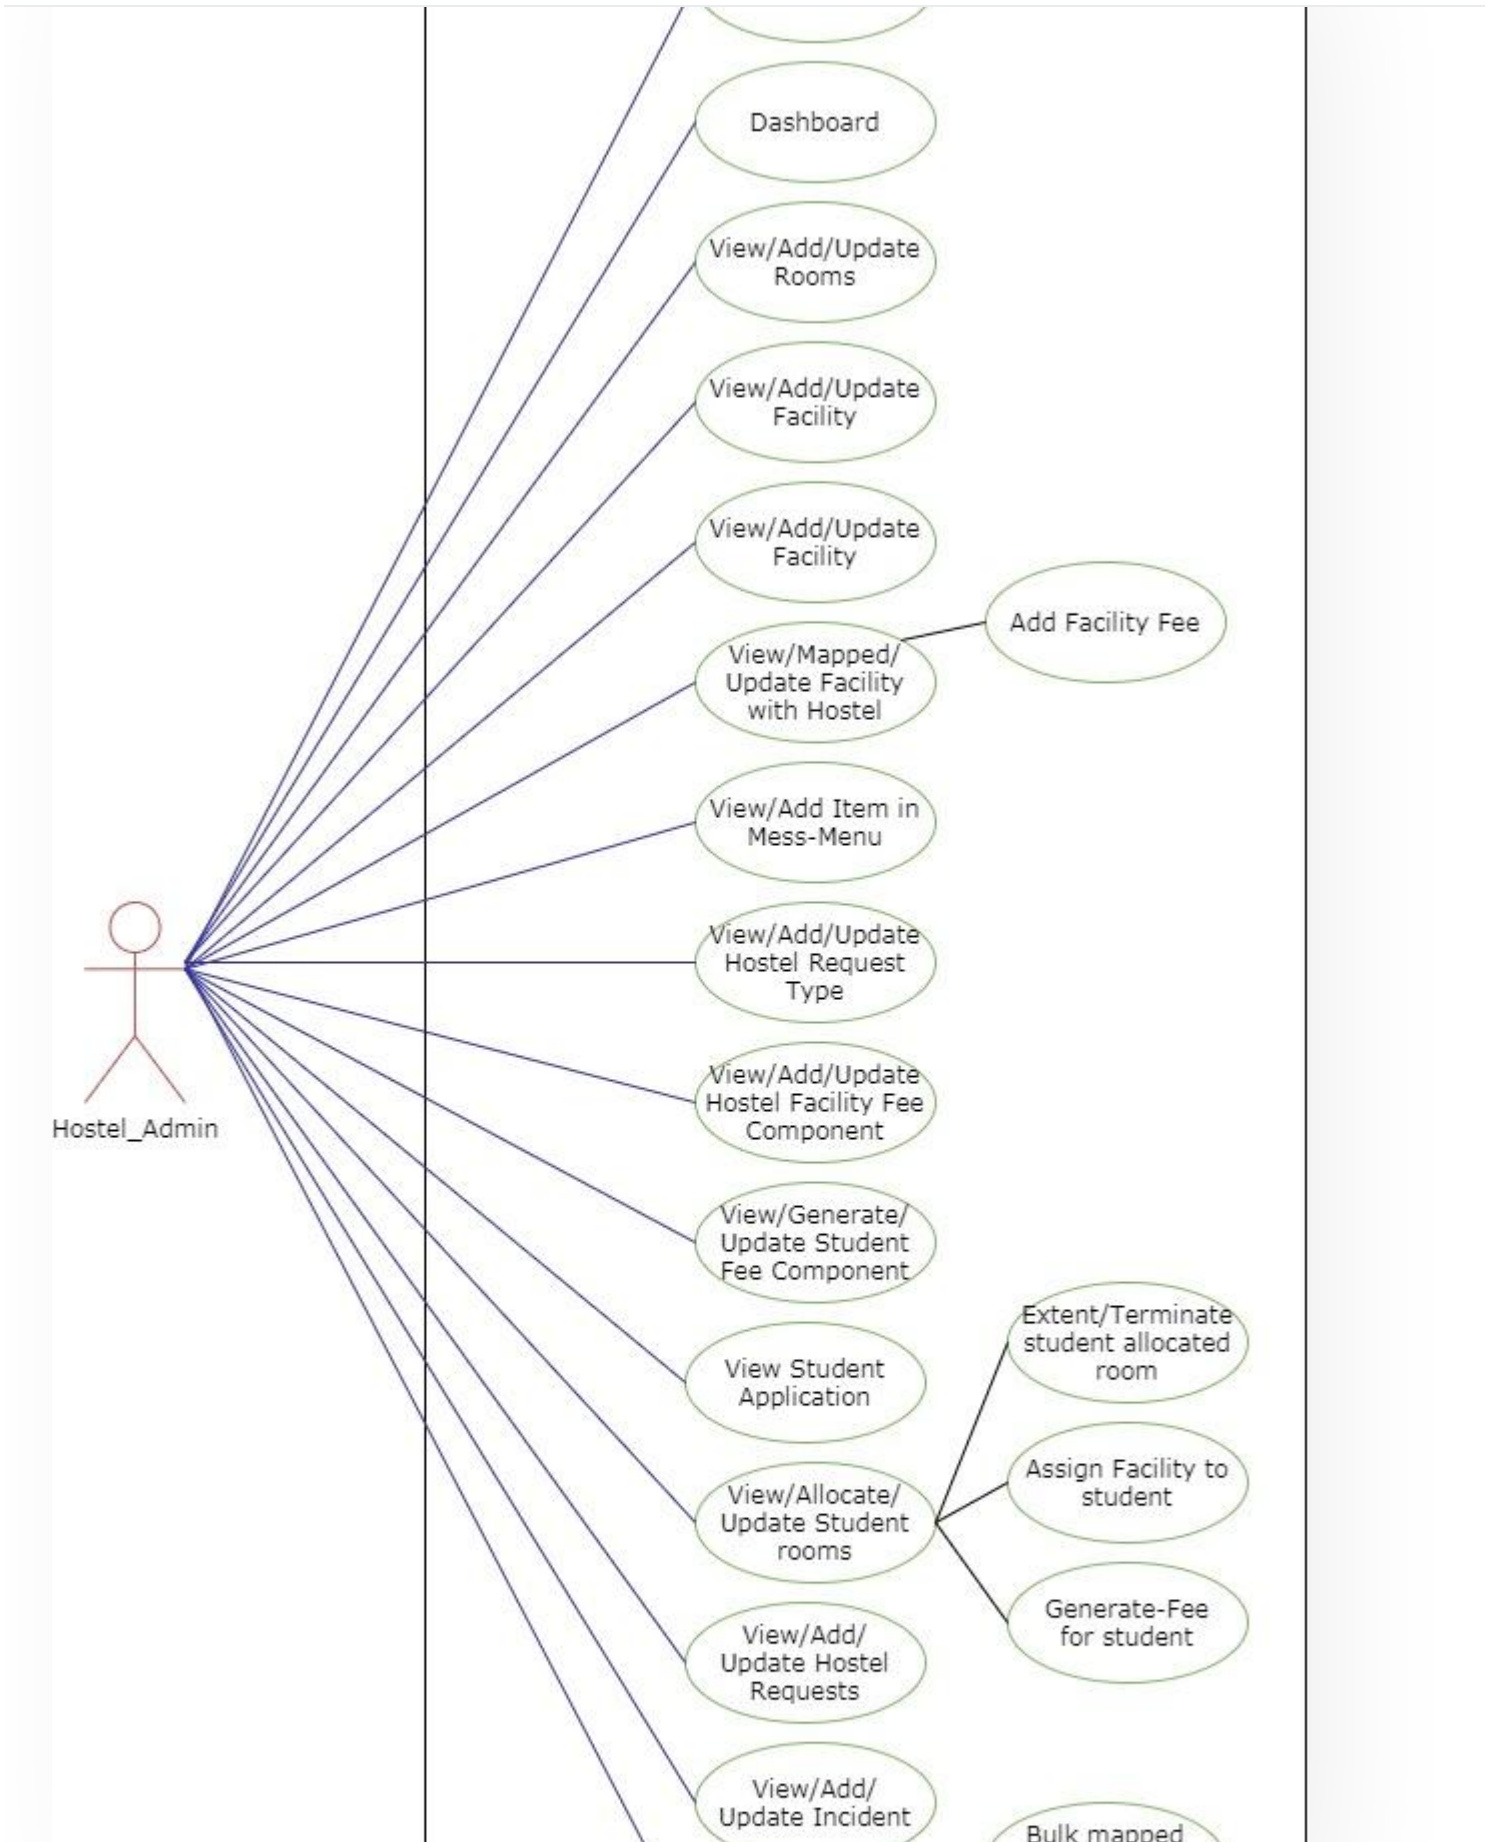 Dashboard
View/Add/Update
Rooms
View/Add/Update
Facility
View/Add/Update
Facility
Add Facility Fee
View/Mapped/
Update Facility
with Hostel
View/Add Item in
Mess-Menu
View/Add/Update
Hostel Request
Type
View/Add/Update
Hostel Facility Fee
Component
Hostel_Admin
View/Generate/
Update Student
Fee Component
View Student
Application
Extent/Terminate
student allocated
room
View/Allocate/
Update Student
rooms
Assign Facility to
student
Generate-Fee
for student
View/Add/
Update Hostel
Requests
View/Add/
Update Incident
Bulk mapped